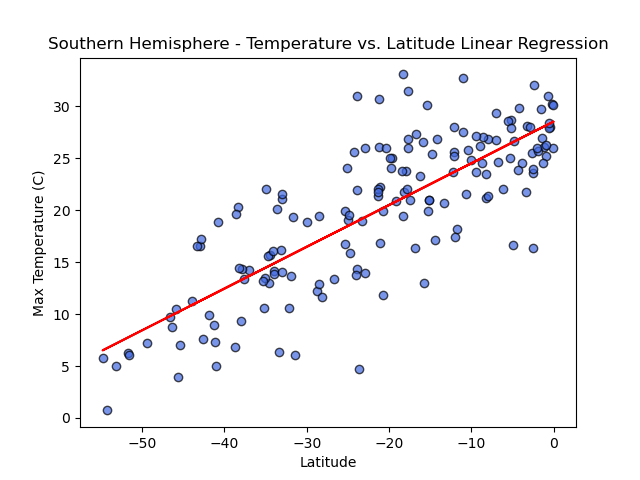 Southern Hemisphere - Temperature vs. Latitude Linear Regression
Max Temperature (C)
30
25
20
15
10
5
0
−50 −40 −30 −20 −10 0
Latitude